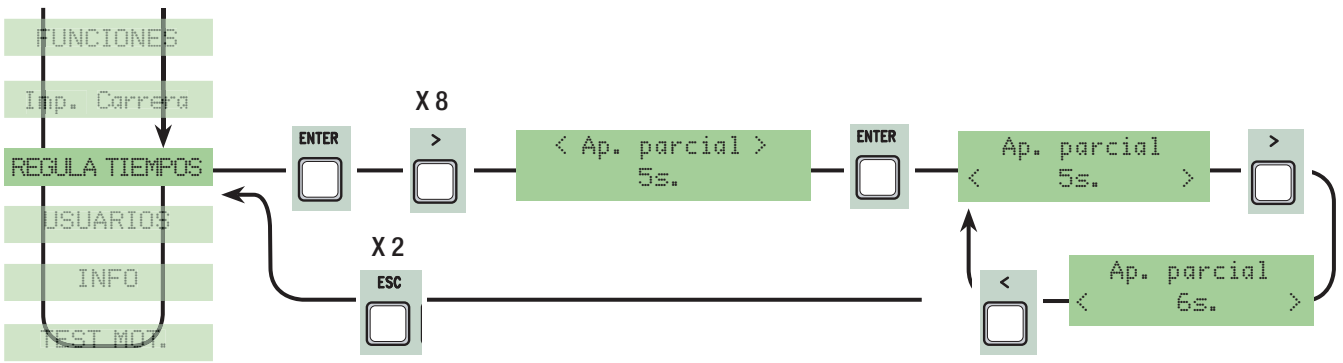 FUNCIONES
Imp. Carrera
REGULA TIEMPOS
USUARIOS
INFO
TEST MOT.
ENTER
X 8
>
< Ap. parcial >
5s.
ENTER
Ap. parcial
< 5s. >
>
X 2
ESC
<
Ap. parcial
< 6s. >